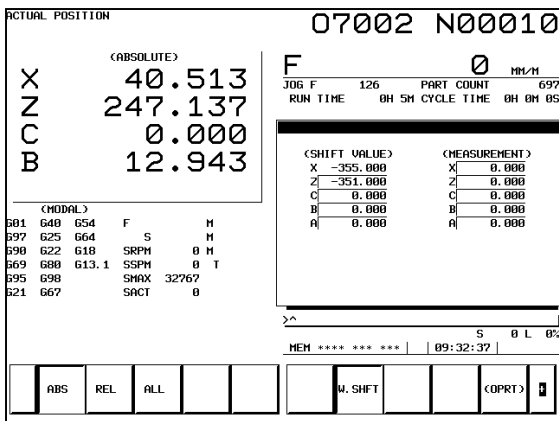 ACTUAL POSITION
O7002 N00010
(ABSOLUTE)
X 40.513
Z 247.137
C 0.000
B 12.943
F 0 MM/M
JOG F 126 PART COUNT 697
RUN TIME 0H 5M CYCLE TIME 0H 0M 0S
(SHIFT VALUE) (MEASUREMENT)
X -355.000 X 0.000
Z -351.000 Z 0.000
C 0.000 C 0.000
B 0.000 B 0.000
A 0.000 A 0.000
(MODAL)
G01 G40 G54 F M
G97 G25 G64 S M
G90 G22 G18 SRPM 0 M
G69 G80 G13.1 SSPM 0 T
G95 G98 SMAX 32767
G21 G67 SACT 0
>^
S 0 L 0%
MEM **** *** *** 09:32:37
ABS REL ALL W.SHFT (OPRT) +